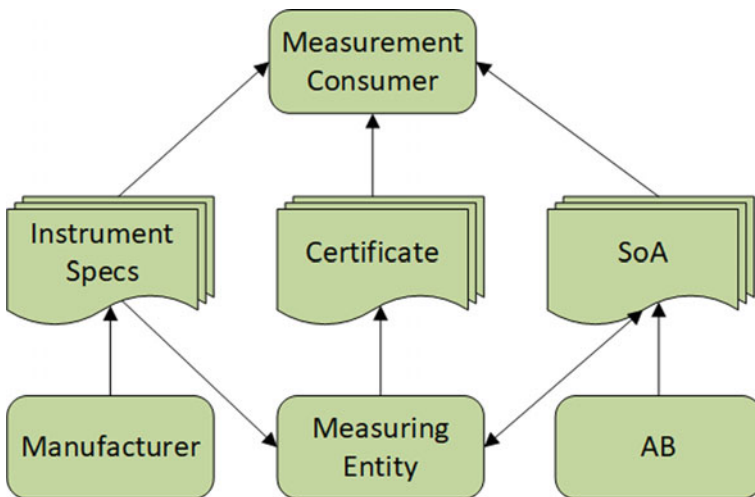 Measurement
Consumer
Instrument
Specs
Certificate
SoA
Manufacturer
Measuring
Entity
AB